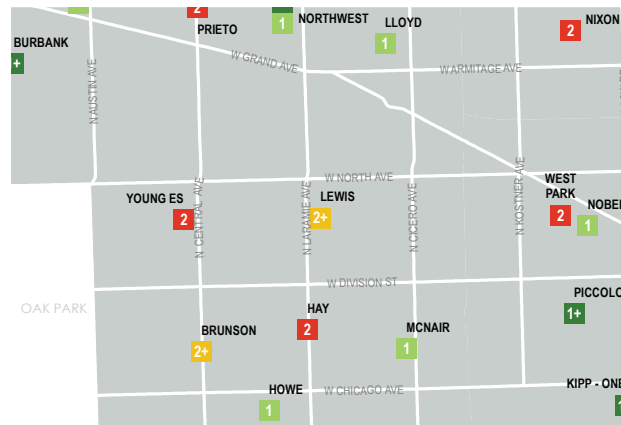 2
1
NORTHWEST
LLOYD
NIXON
2
PRIETO
1
BURBANK
+
W GRAND AVE
W ARMITAGE AVE
N AUSTIN AVE
W NORTH AVE
WEST
PARK
YOUNG ES
2
N CENTRAL AVE
N LARAMIE AVE
LEWIS
2+
N CICERO AVE
N KOSTNER AVE
2
NOBEL
1
W DIVISION ST
OAK PARK
PICCOLO
1+
BRUNSON
2+
HAY
2
MCNAIR
1
HOWE
1
W CHICAGO AVE
KIPP - ONE